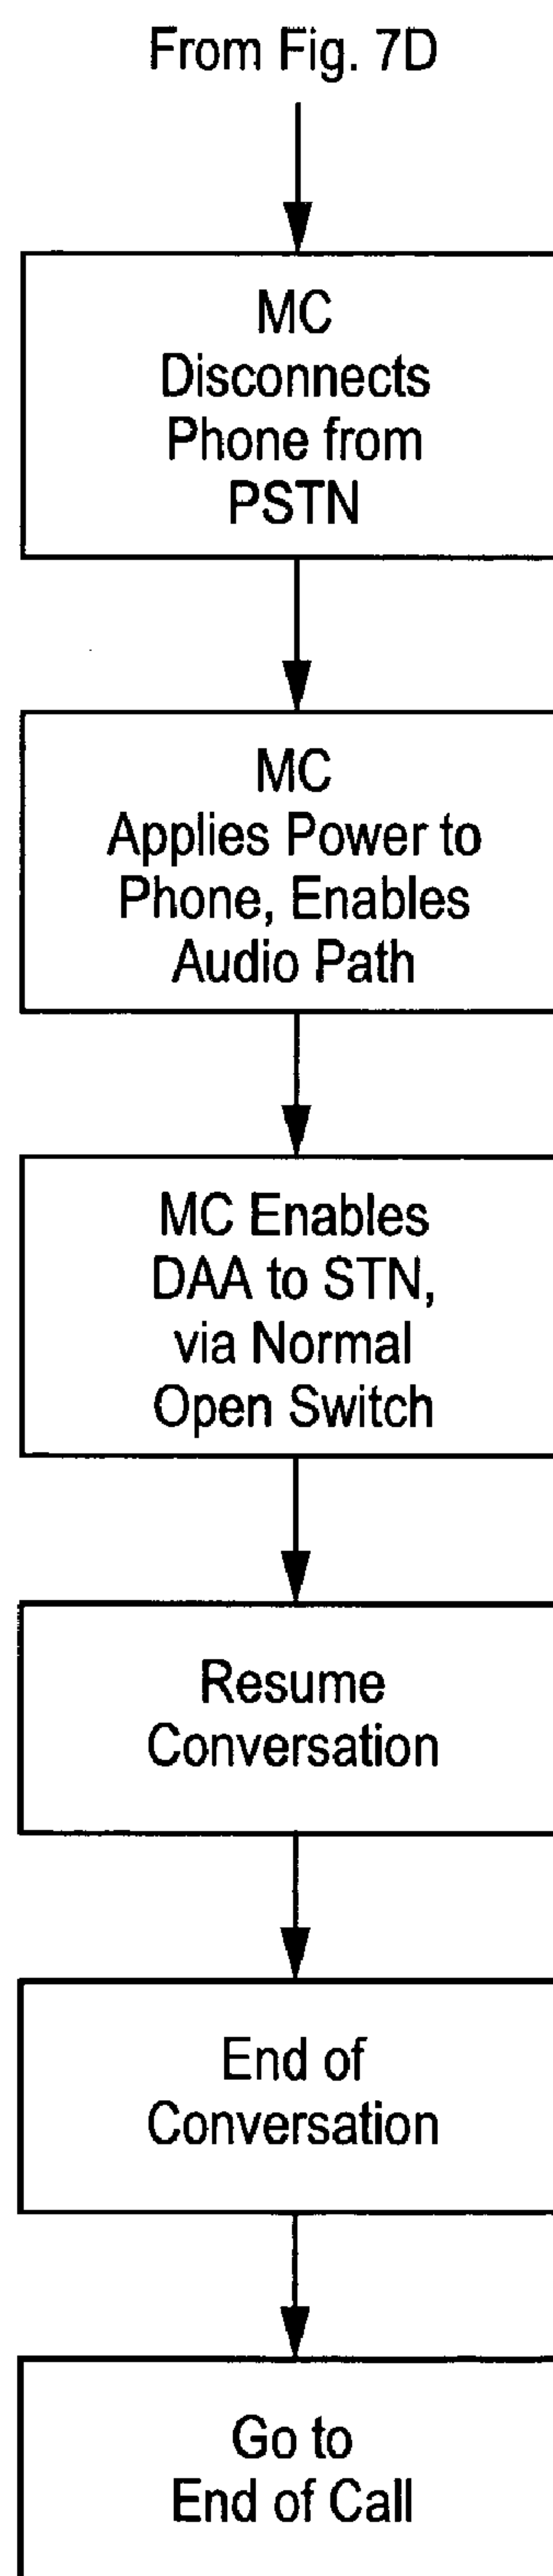 From Fig. 7D
MC
Disconnects
Phone from
PSTN
MC
Applies Power to
Phone, Enables
Audio Path
MC Enables
DAA to STN,
via Normal
Open Switch
Resume
Conversation
End of
Conversation
Go to
End of Call